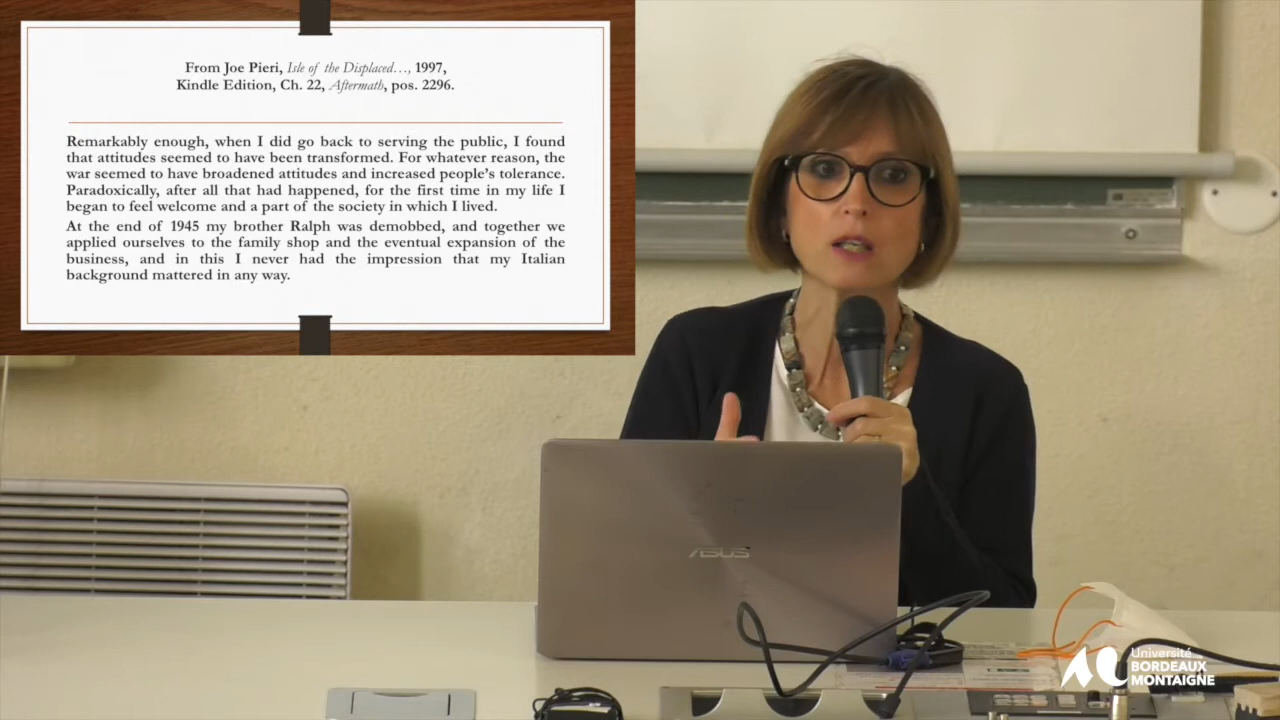 From Joe Pieri, Isle of the Displaced…, 1997,
Kindle Edition, Ch. 22, Aftermath, pos. 2296.
Remarkably enough, when I did go back to serving the public, I found
that attitudes seemed to have been transformed. For whatever reason, the
war seemed to have broadened attitudes and increased people's tolerance.
Paradoxically, after all that had happened, for the first time in my life I
began to feel welcome and a part of the society in which I lived.
At the end of 1945 my brother Ralph was demobbed, and together we
applied ourselves to the family shop and the eventual expansion of the
business, and in this I never had the impression that my Italian
background mattered in any way.
ASUS
Université
BORDEAUX
MONTAIGNE